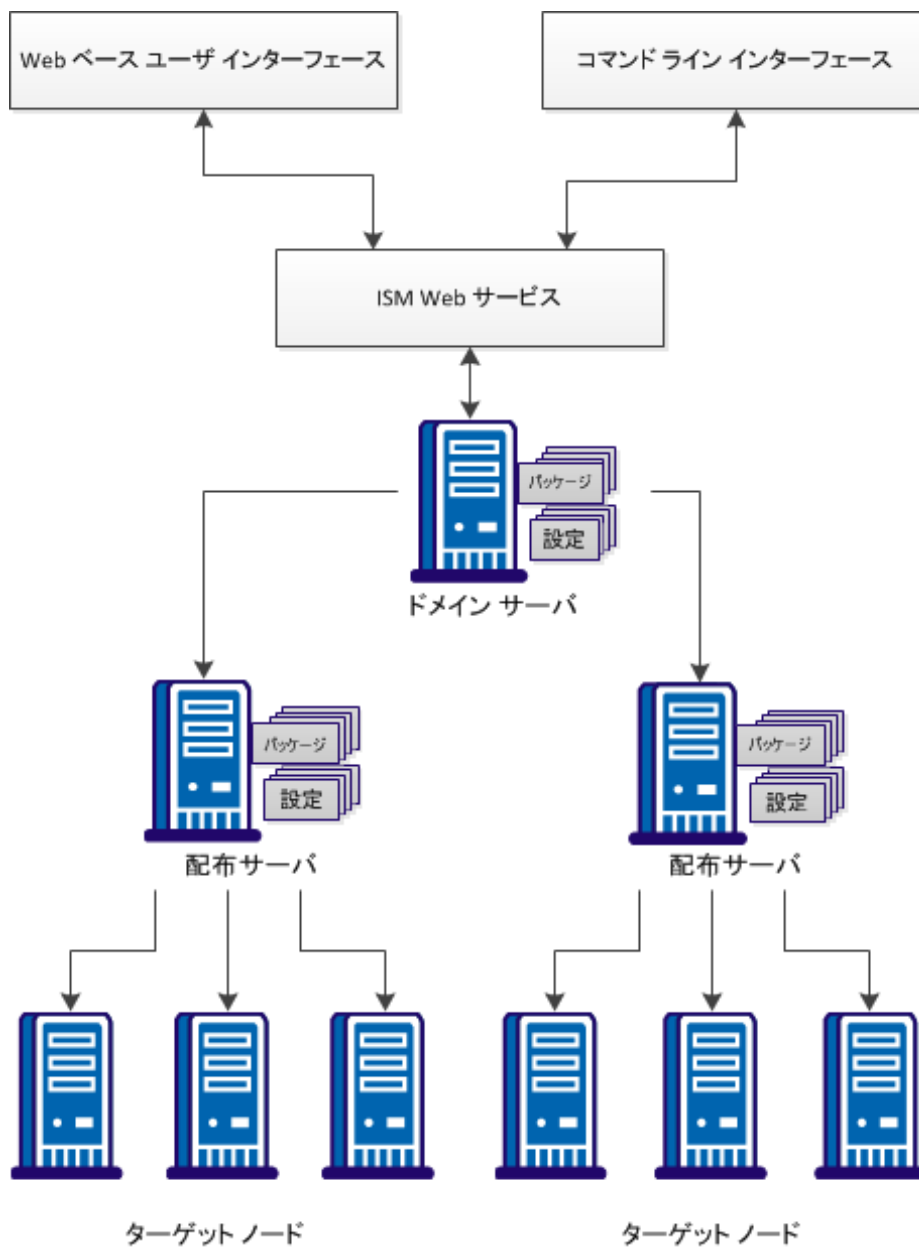 Web ベース ユーザ インターフェース
コマンド ライン インターフェース
ISM Web サービス
パッケージ
設定
ドメイン サーバ
パッケージ
設定
配布サーバ
パッケージ
設定
配布サーバ
ターゲット ノード
ターゲット ノード